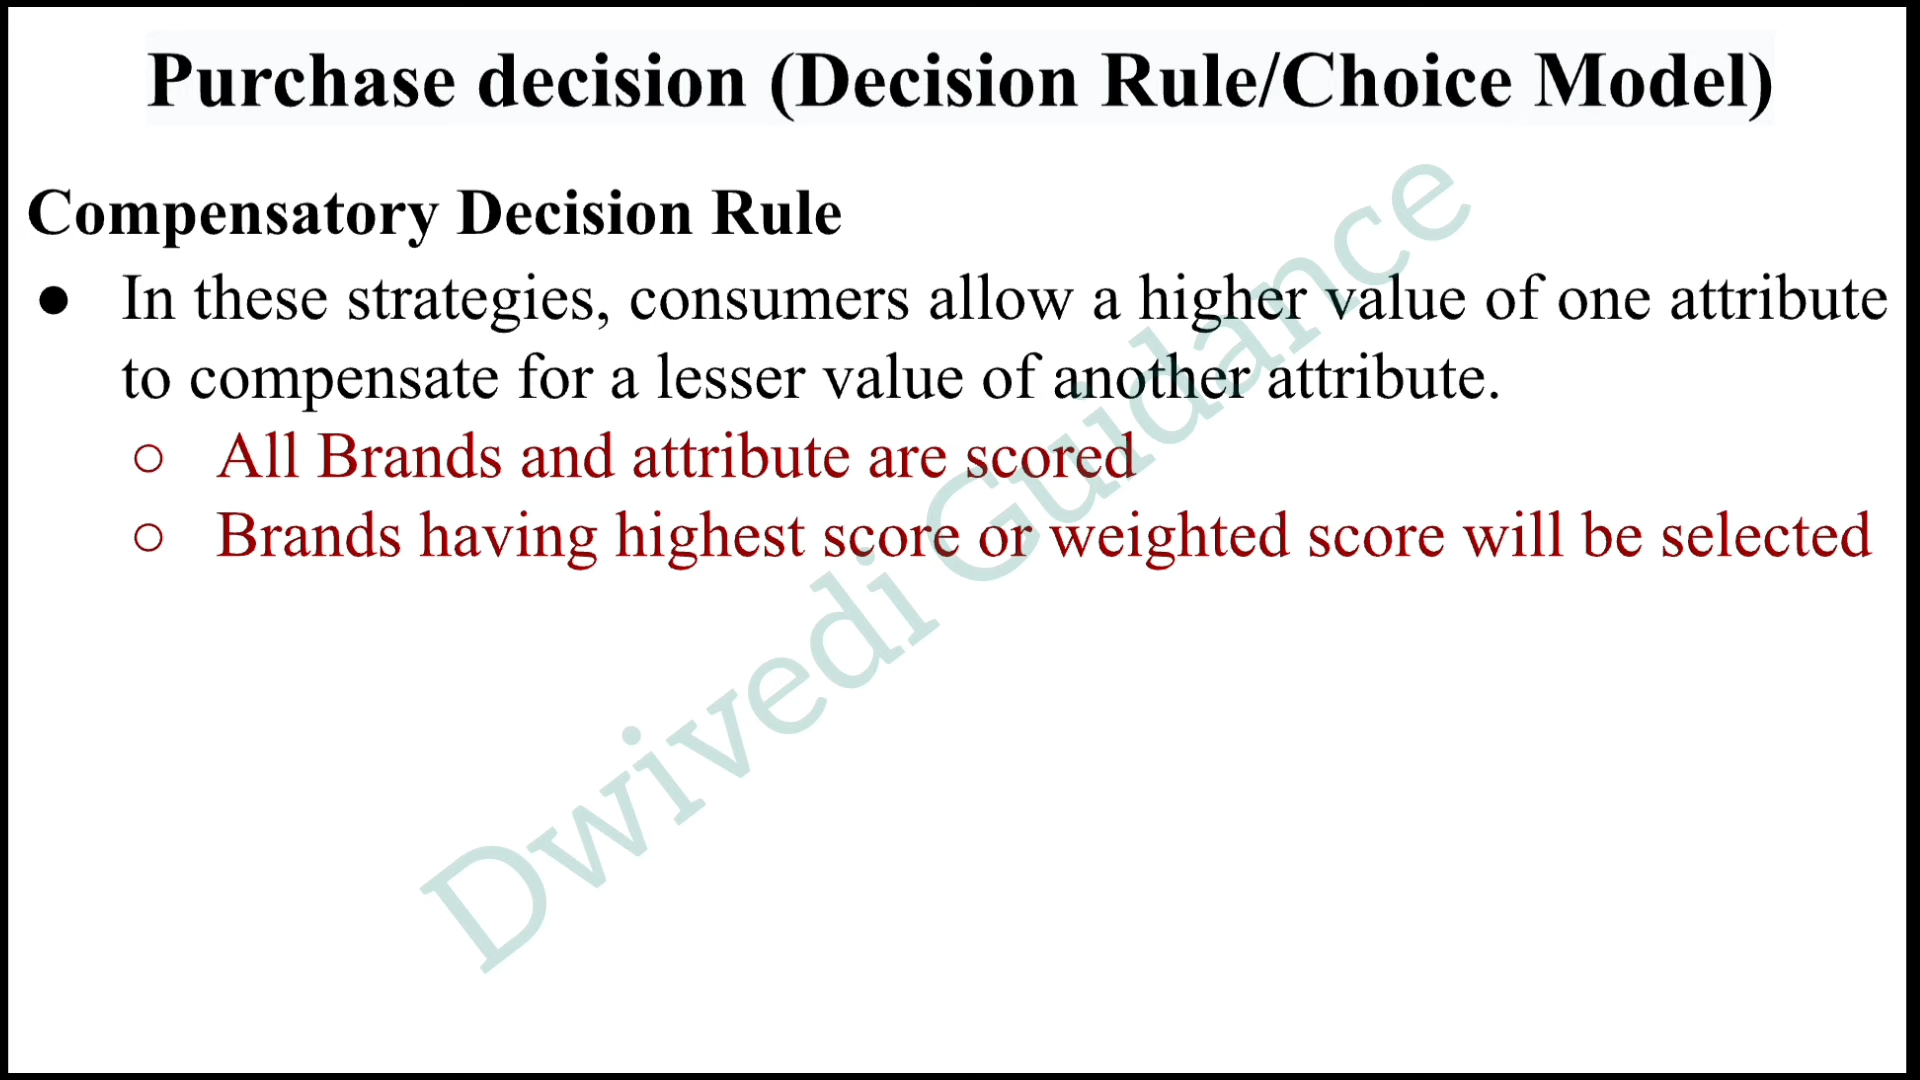 Purchase decision (Decision Rule/Choice Model)
Compensatory Decision Rule
● In these strategies, consumers allow a higher value of one attribute
to compensate for a lesser value of another attribute.
○ All Brands and attribute are scored
○ Brands having highest score or weighted score will be selected
Dwivedi Guidance